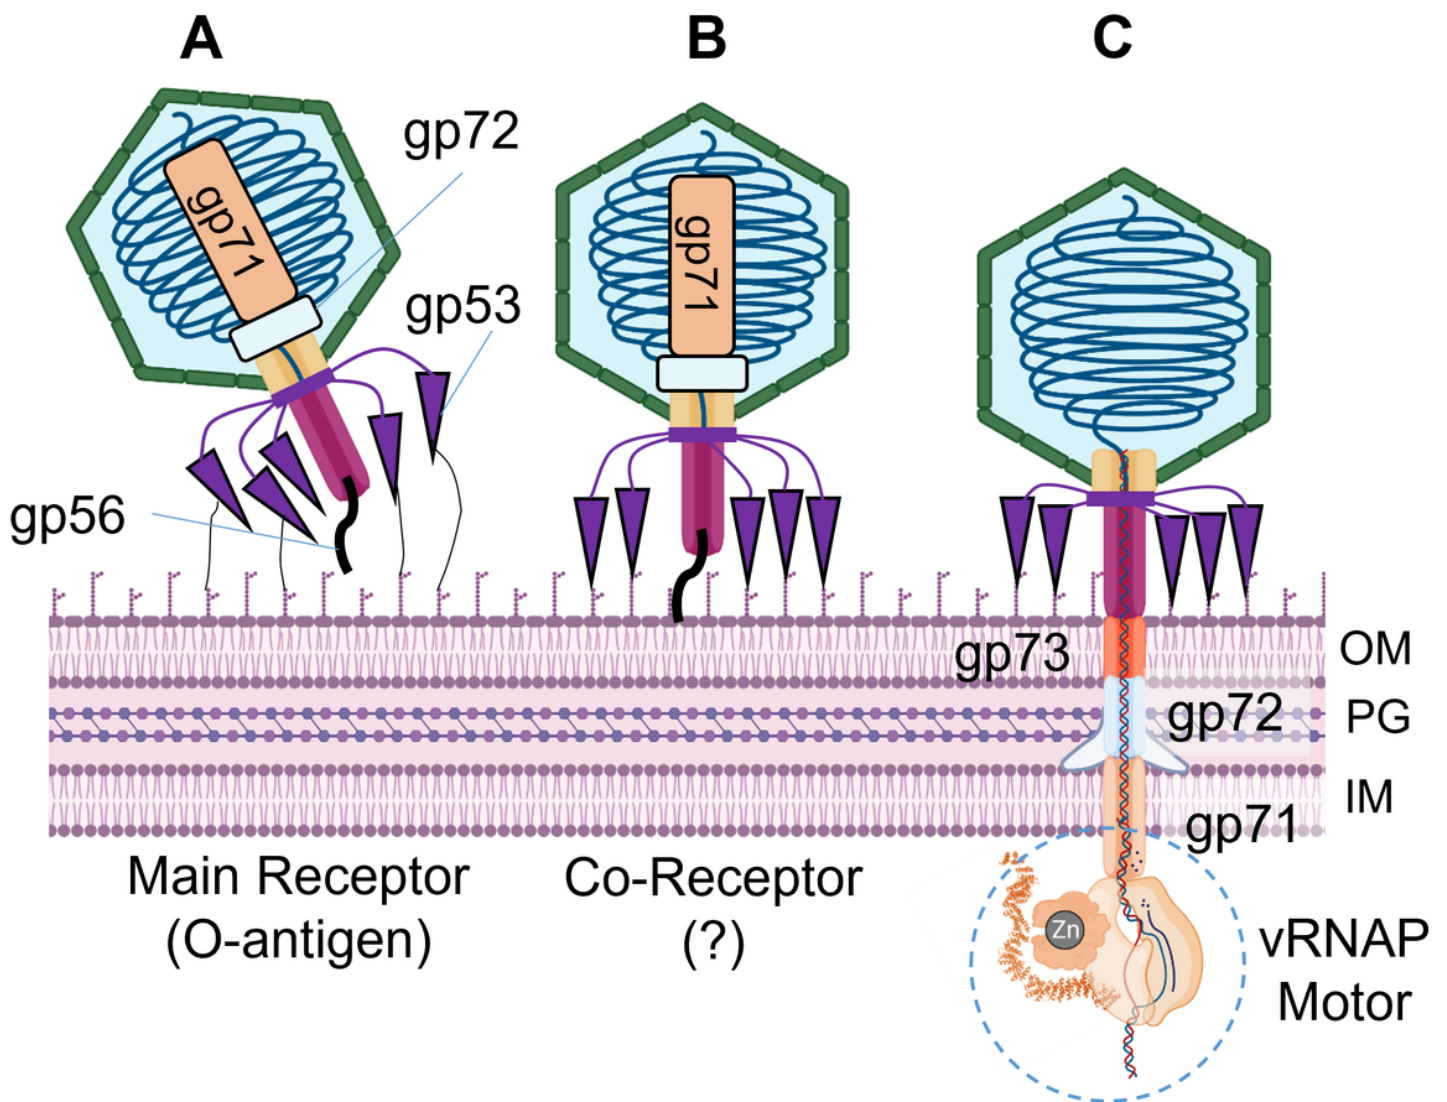 A
B
C
gp72
gp71
gp71
gp53
gp56
gp73
OM
gp72
PG
IM
gp71
Main Receptor
(O-antigen)
Co-Receptor
(?)
Zn
vRNAP
Motor